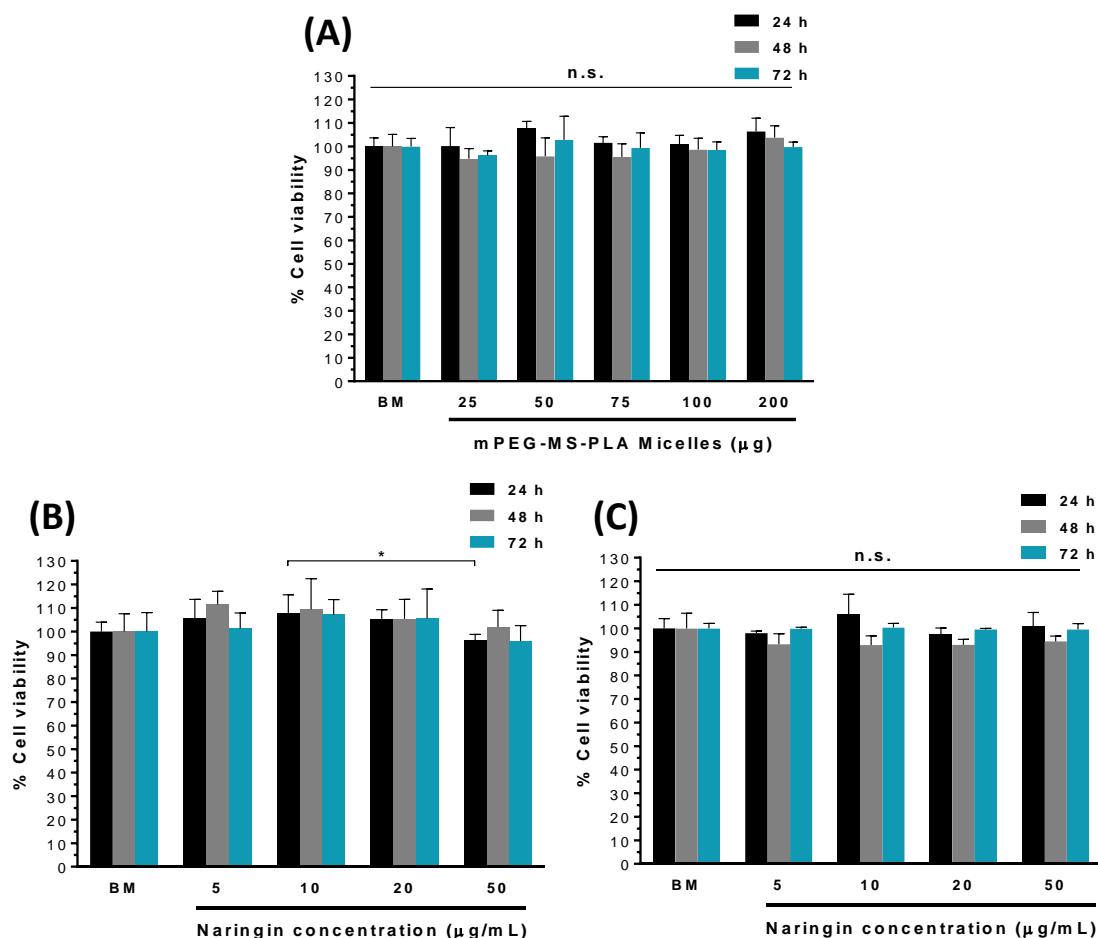 (A)
24 h
48 h
72 h
n.s.
% Cell viability
130
120
110
100
90
80
70
60
50
40
30
20
10
0
BM 25 50 75 100 200
mPEG-MS-PLA Micelles (μg)
(B)
24 h
48 h
72 h
*
% Cell viability
130
120
110
100
90
80
70
60
50
40
30
20
10
0
BM 5 10 20 50
Naringin concentration (μg/mL)
(C)
24 h
48 h
72 h
n.s.
% Cell viability
130
120
110
100
90
80
70
60
50
40
30
20
10
0
BM 5 10 20 50
Naringin concentration (μg/mL)